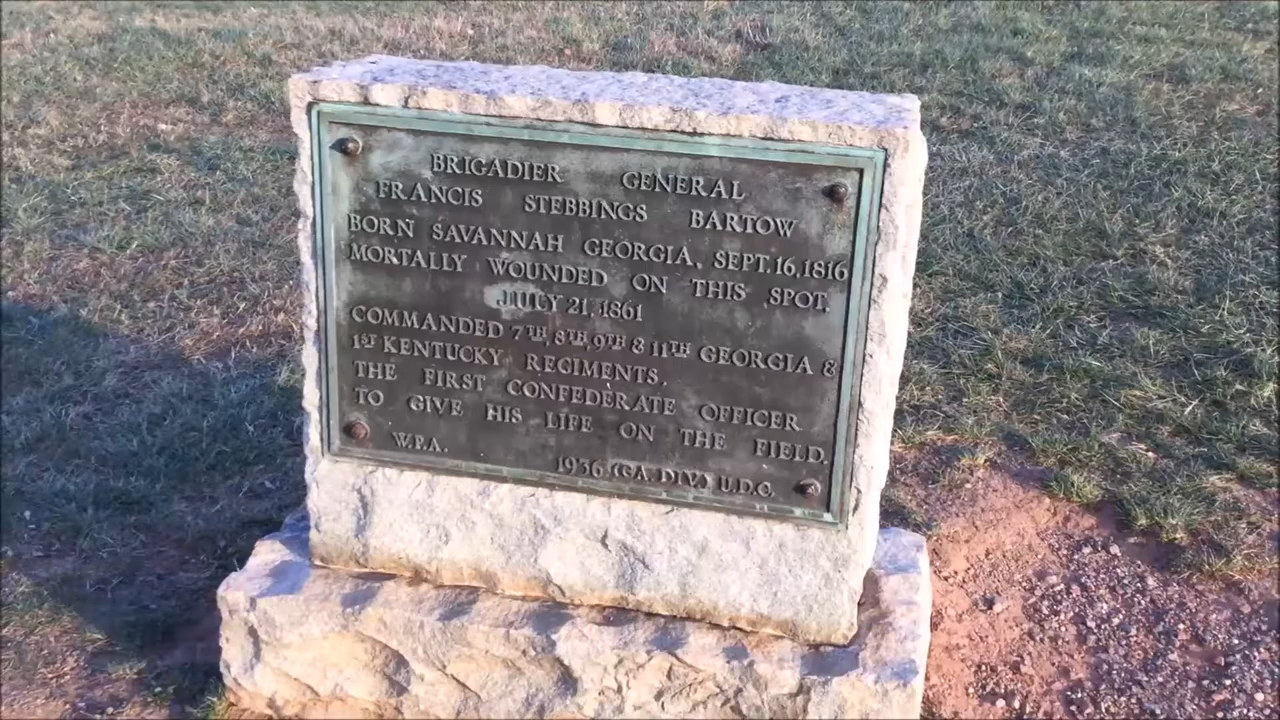 BRIGADIER GENERAL
FRANCIS STEBBINGS BARTOW
BORN SAVANNAH GEORGIA, SEPT. 16, 1816
MORTALLY WOUNDED ON THIS SPOT,
JULY 21, 1861
COMMANDED 7TH, 8TH, 9TH & 11TH GEORGIA &
1ST KENTUCKY REGIMENTS.
THE FIRST CONFEDERATE OFFICER
TO GIVE HIS LIFE ON THE FIELD.
W.P.A.
1936 (GA. DIV.) U.D.C.